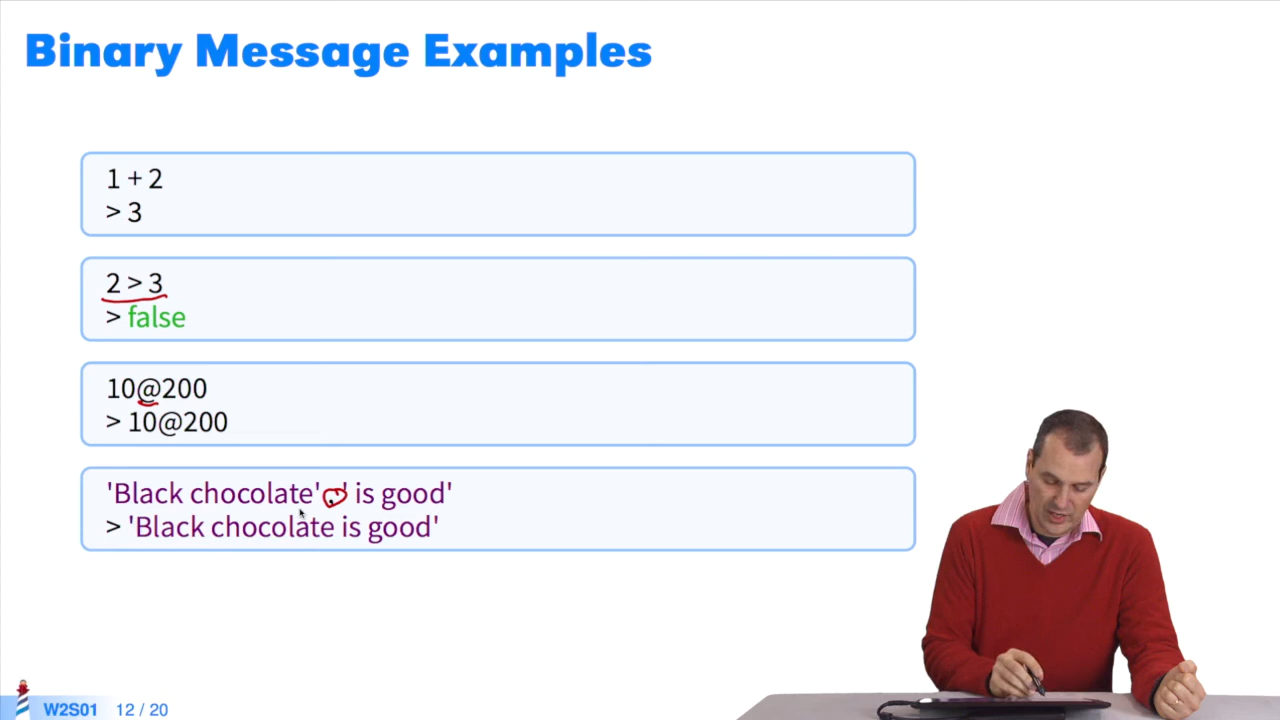 Binary Message Examples
1 + 2
> 3
2 > 3
> false
10@200
> 10@200
'Black chocolate' , ' is good'
> 'Black chocolate is good'
W2S01 12 / 20